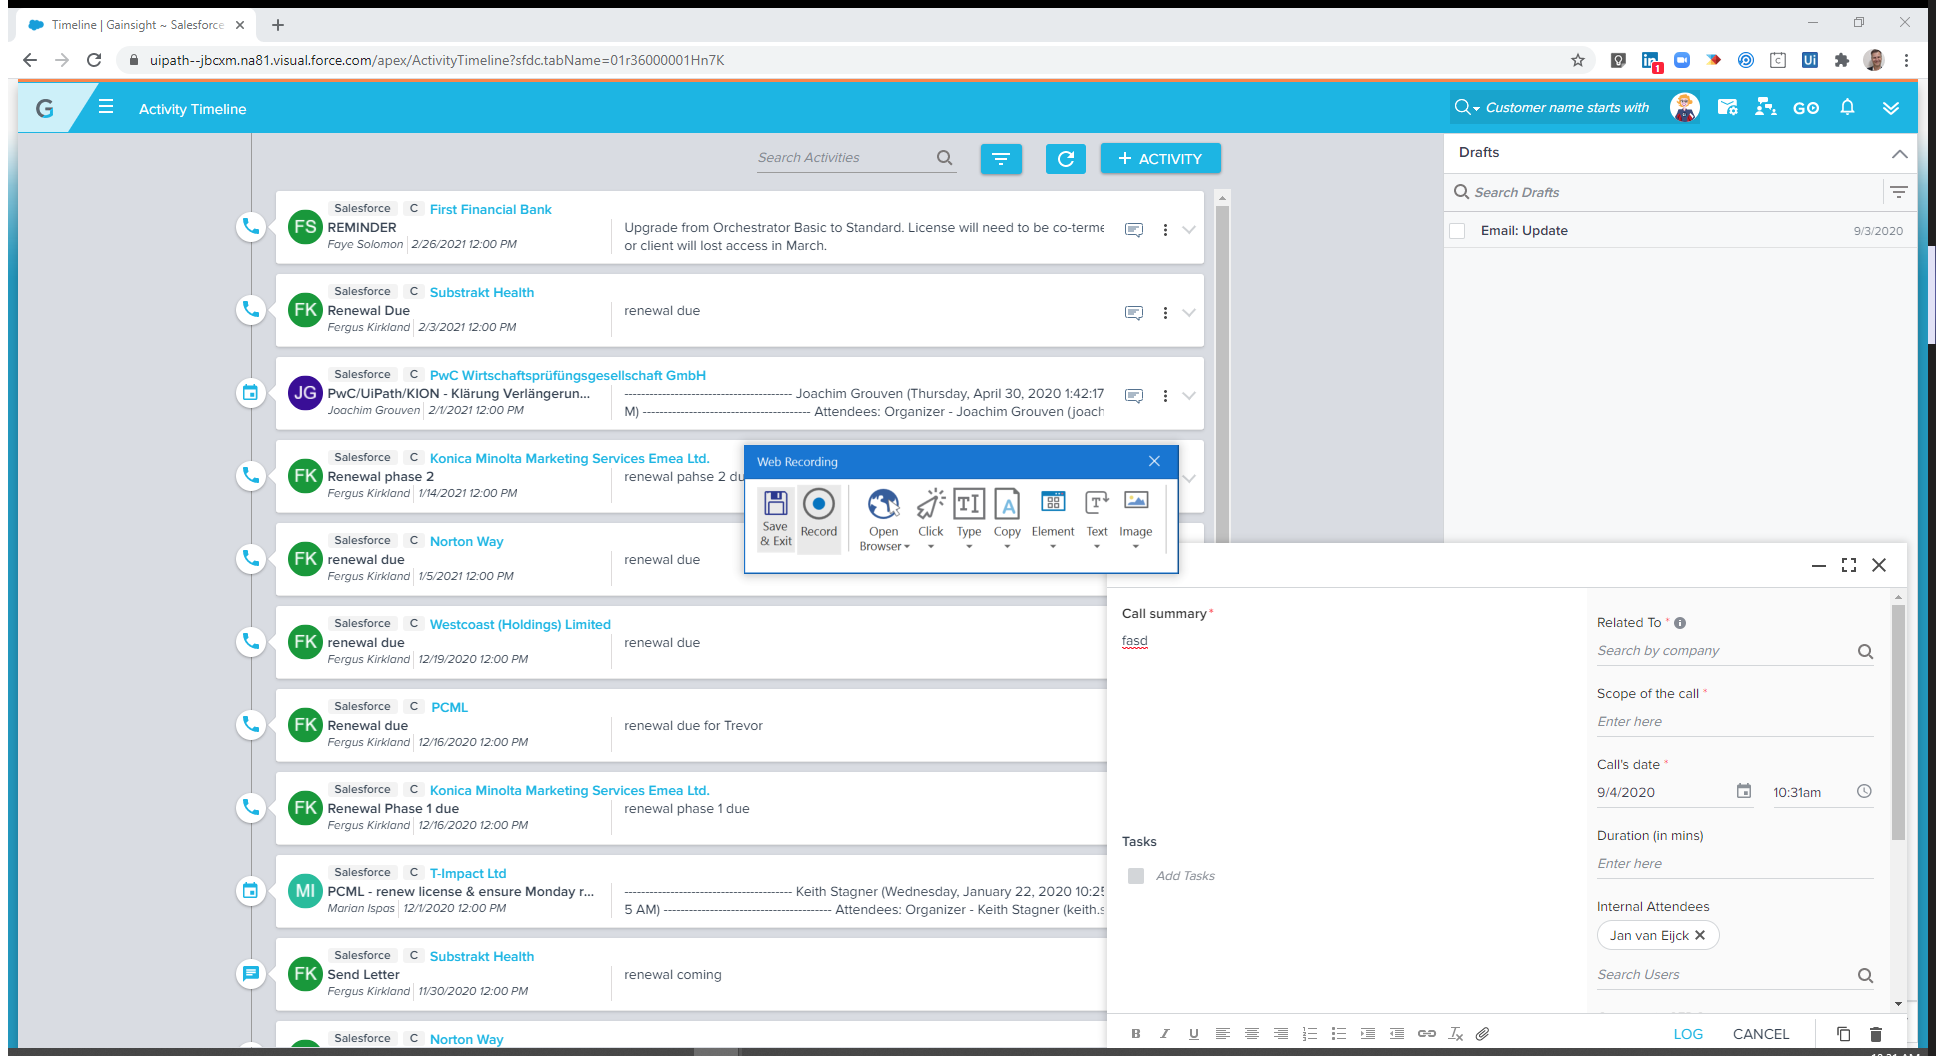 Timeline | Gainsight ~ Salesforce
uipath--jbcxm.na81.visual.force.com/apex/ActivityTimeline?sfdc.tabName=01r36000001Hn7K
1
Ui
G
Activity Timeline
Customer name starts with
GO
Search Activities
+ ACTIVITY
Drafts
Search Drafts
Email: Update
9/3/2020
FS
Salesforce C First Financial Bank
REMINDER
Faye Solomon 2/26/2021 12:00 PM
Upgrade from Orchestrator Basic to Standard. License will need to be co-terme
or client will lost access in March.
FK
Salesforce C Substrakt Health
Renewal Due
Fergus Kirkland 2/3/2021 12:00 PM
renewal due
JG
Salesforce C PwC Wirtschaftsprüfüngsgesellschaft GmbH
PwC/UiPath/KION - Klärung Verlängerun...
Joachim Grouven 2/1/2021 12:00 PM
---------------------------------------- Joachim Grouven (Thursday, April 30, 2020 1:42:17
M) ---------------------------------------- Attendees: Organizer - Joachim Grouven (joach
FK
Salesforce C Konica Minolta Marketing Services Emea Ltd.
Renewal phase 2
Fergus Kirkland 1/14/2021 12:00 PM
renewal pahse 2 du
Web Recording
Save & Exit
Record
Open Browser
Click
Type
Copy
Element
Text
Image
FK
Salesforce C Norton Way
renewal due
Fergus Kirkland 1/5/2021 12:00 PM
renewal due
FK
Salesforce C Westcoast (Holdings) Limited
renewal due
Fergus Kirkland 12/19/2020 12:00 PM
renewal due
FK
Salesforce C PCML
Renewal due
Fergus Kirkland 12/16/2020 12:00 PM
renewal due for Trevor
FK
Salesforce C Konica Minolta Marketing Services Emea Ltd.
Renewal Phase 1 due
Fergus Kirkland 12/16/2020 12:00 PM
renewal phase 1 due
MI
Salesforce C T-Impact Ltd
PCML - renew license & ensure Monday r...
Marian Ispas 12/1/2020 12:00 PM
---------------------------------------- Keith Stagner (Wednesday, January 22, 2020 10:25
5 AM) ---------------------------------------- Attendees: Organizer - Keith Stagner (keith.s
FK
Salesforce C Substrakt Health
Send Letter
Fergus Kirkland 11/30/2020 12:00 PM
renewal coming
Salesforce C Norton Way
Call summary *
fasd
Tasks
Add Tasks
Related To *
Search by company
Scope of the call *
Enter here
Call's date *
9/4/2020 10:31am
Duration (in mins)
Enter here
Internal Attendees
Jan van Eijck
Search Users
B I U
LOG CANCEL